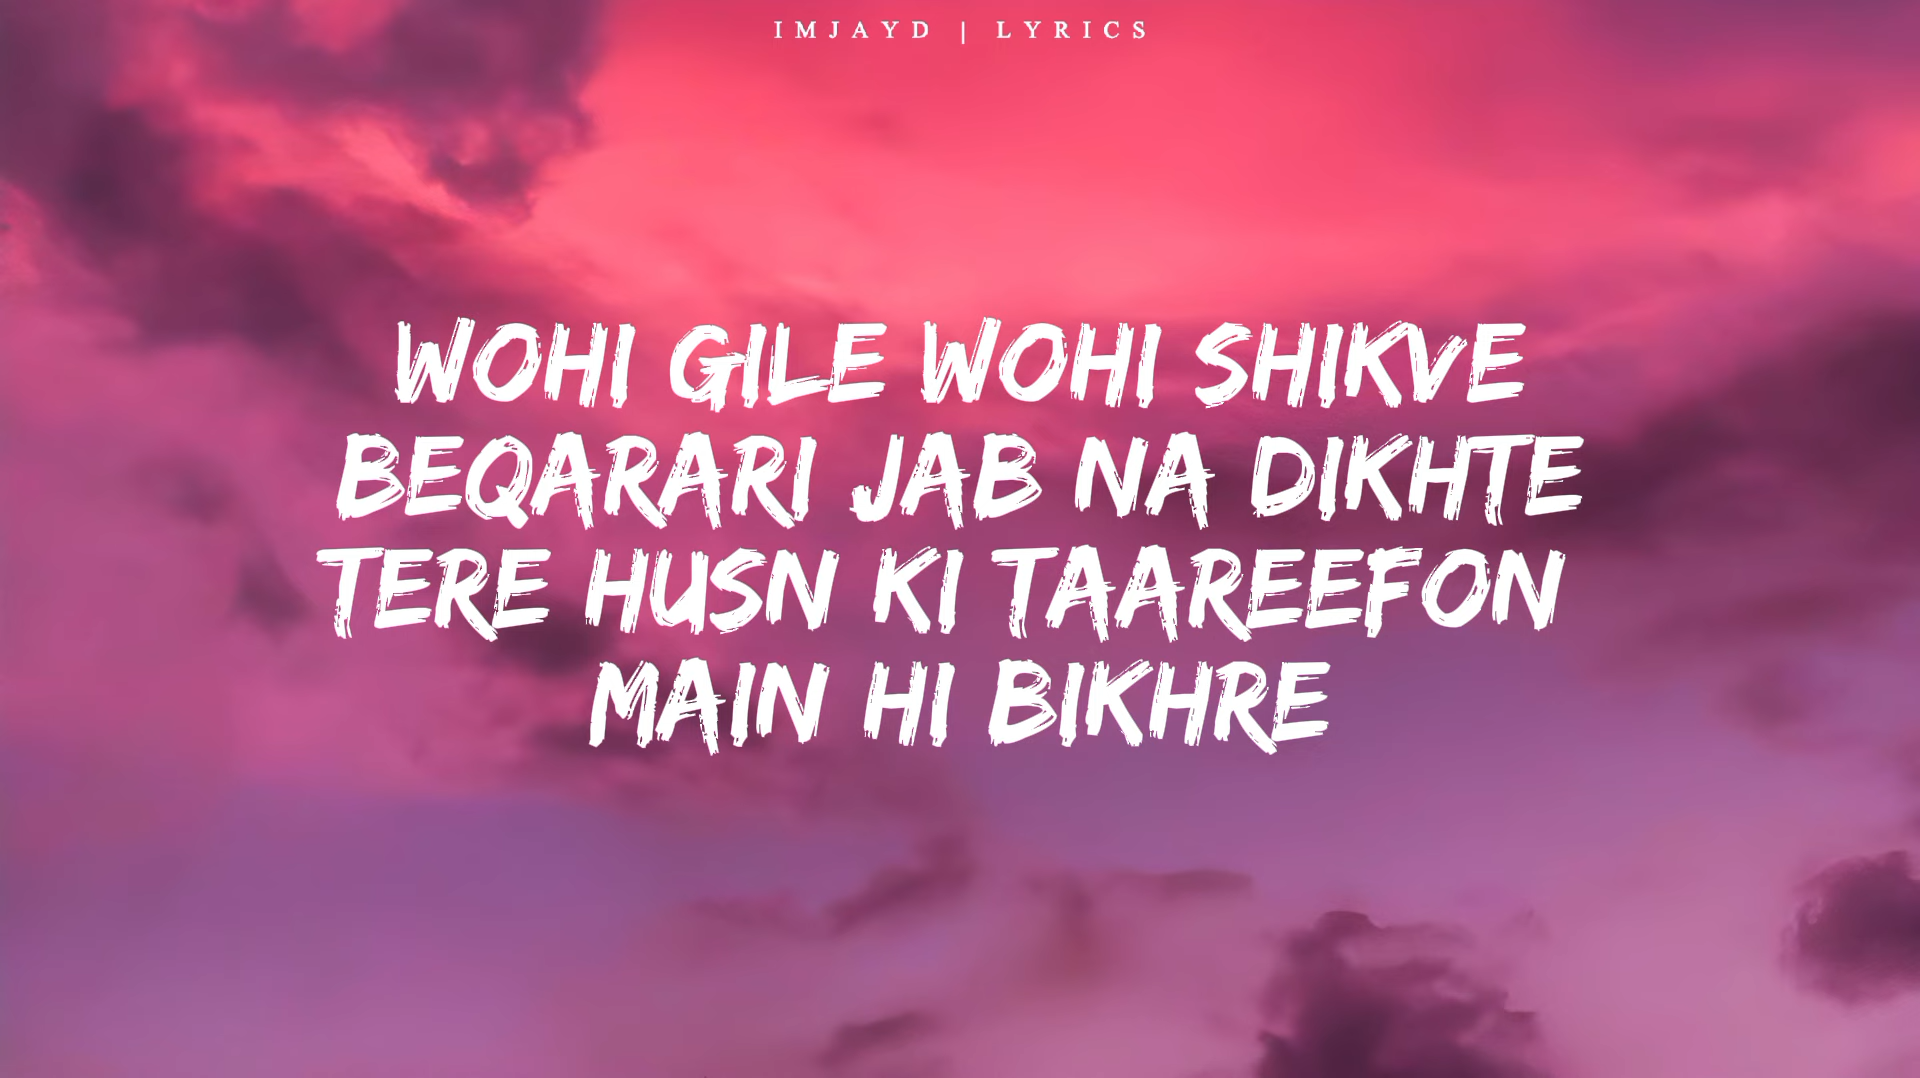 IMJAYD | LYRICS
WOHI GILE WOHI SHIKVE
BEQARARI JAB NA DIKHTE
TERE HUSN KI TAAREEFON
MAIN HI BIKHRE